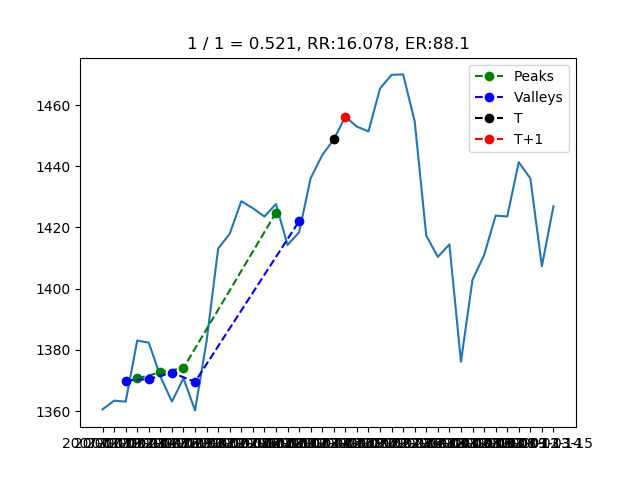 1 / 1 = 0.521, RR:16.078, ER:88.1
Peaks
Valleys
T
T+1
1460
1440
1420
1400
1380
1360